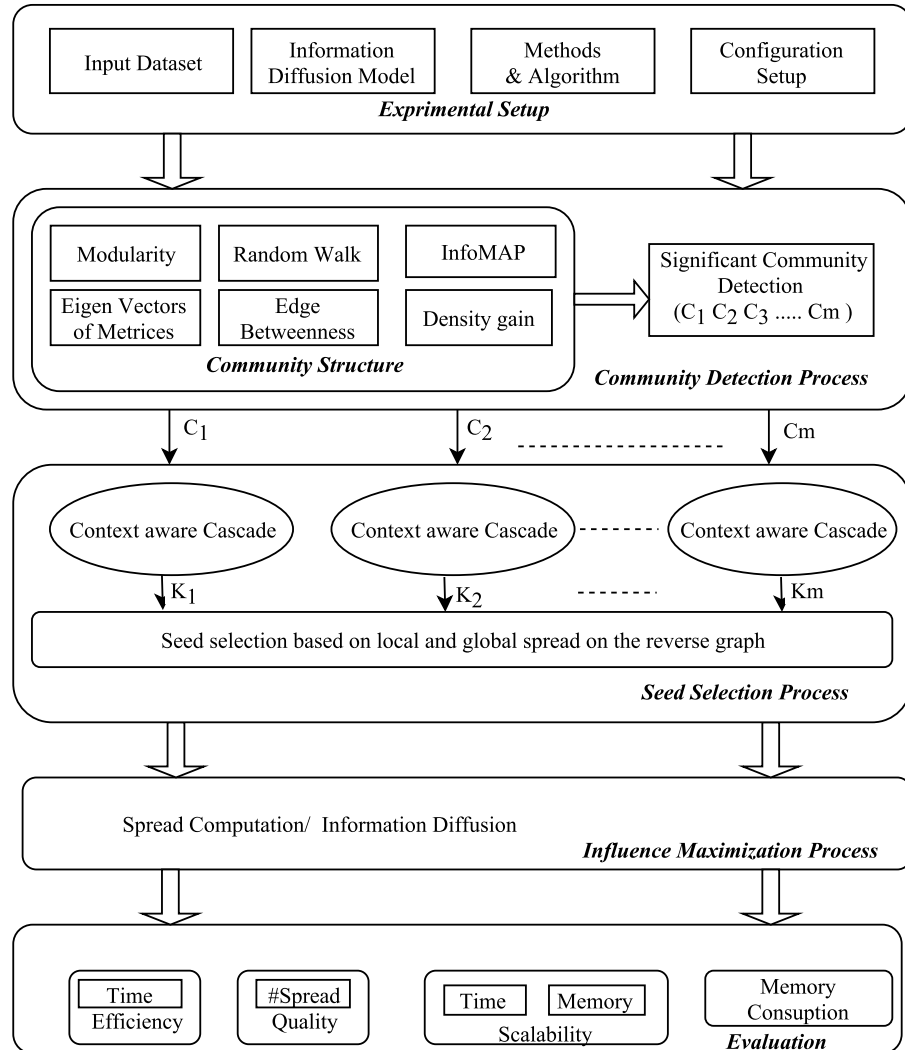 Input Dataset
Information
Diffusion Model
Methods
& Algorithm
Configuration
Setup
Exprimental Setup
Modularity
Random Walk
InfoMAP
Eigen Vectors
of Metrices
Edge
Betweenness
Density gain
Community Structure
Significant Community
Detection
(C1 C2 C3 ..... Cm )
Community Detection Process
C1
C2
Cm
Context aware Cascade
Context aware Cascade
Context aware Cascade
K1
K2
Km
Seed selection based on local and global spread on the reverse graph
Seed Selection Process
Spread Computation/ Information Diffusion
Influence Maximization Process
Time
Efficiency
#Spread
Quality
Time
Memory
Scalability
Memory
Consuption
Evaluation